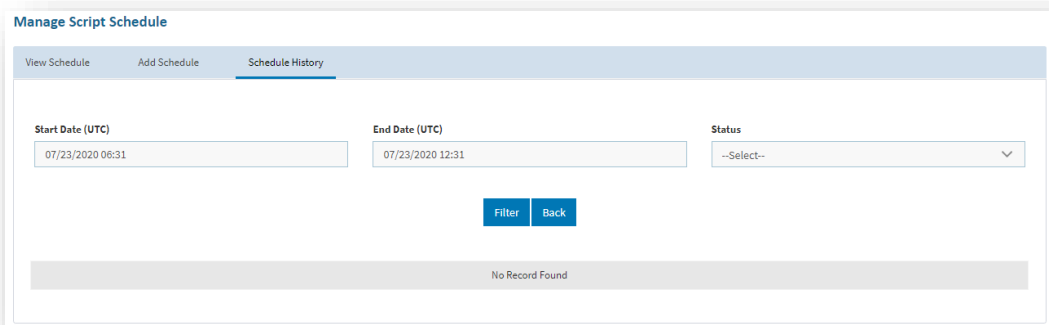 Manage Script Schedule
View Schedule Add Schedule Schedule History
Start Date (UTC) End Date (UTC) Status
07/23/2020 06:31 07/23/2020 12:31 --Select--
Filter Back
No Record Found